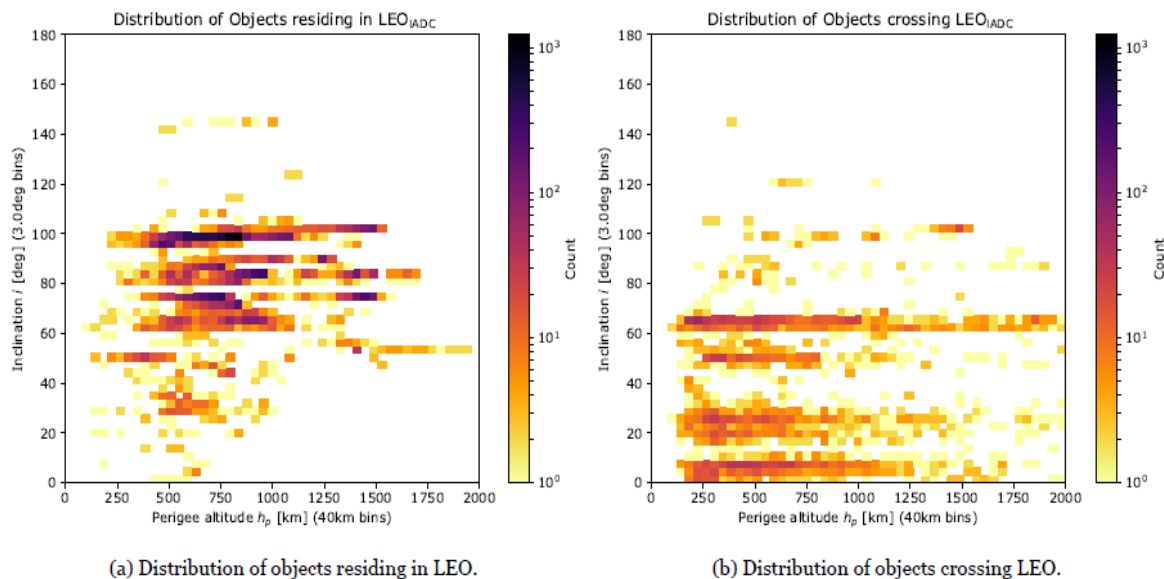 Distribution of Objects residing in LEO_IADC
180
160
140
120
100
80
60
40
20
0
Inclination i [deg] (3.0deg bins)
0 250 500 750 1000 1250 1500 1750 2000
Perigee altitude h_p [km] (40km bins)
10^3
10^2
10^1
10^0
Count
(a) Distribution of objects residing in LEO.
Distribution of Objects crossing LEO_IADC
180
160
140
120
100
80
60
40
20
0
Inclination i [deg] (3.0deg bins)
0 250 500 750 1000 1250 1500 1750 2000
Perigee altitude h_p [km] (40km bins)
10^3
10^2
10^1
10^0
Count
(b) Distribution of objects crossing LEO.